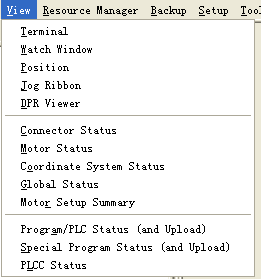 View Resource Manager Backup Setup
Terminal
Watch Window
Position
Jog Ribbon
DPR Viewer
Connector Status
Motor Status
Coordinate System Status
Global Status
Motor Setup Summary
Program/PLC Status (and Upload)
Special Program Status (and Upload)
PLCC Status